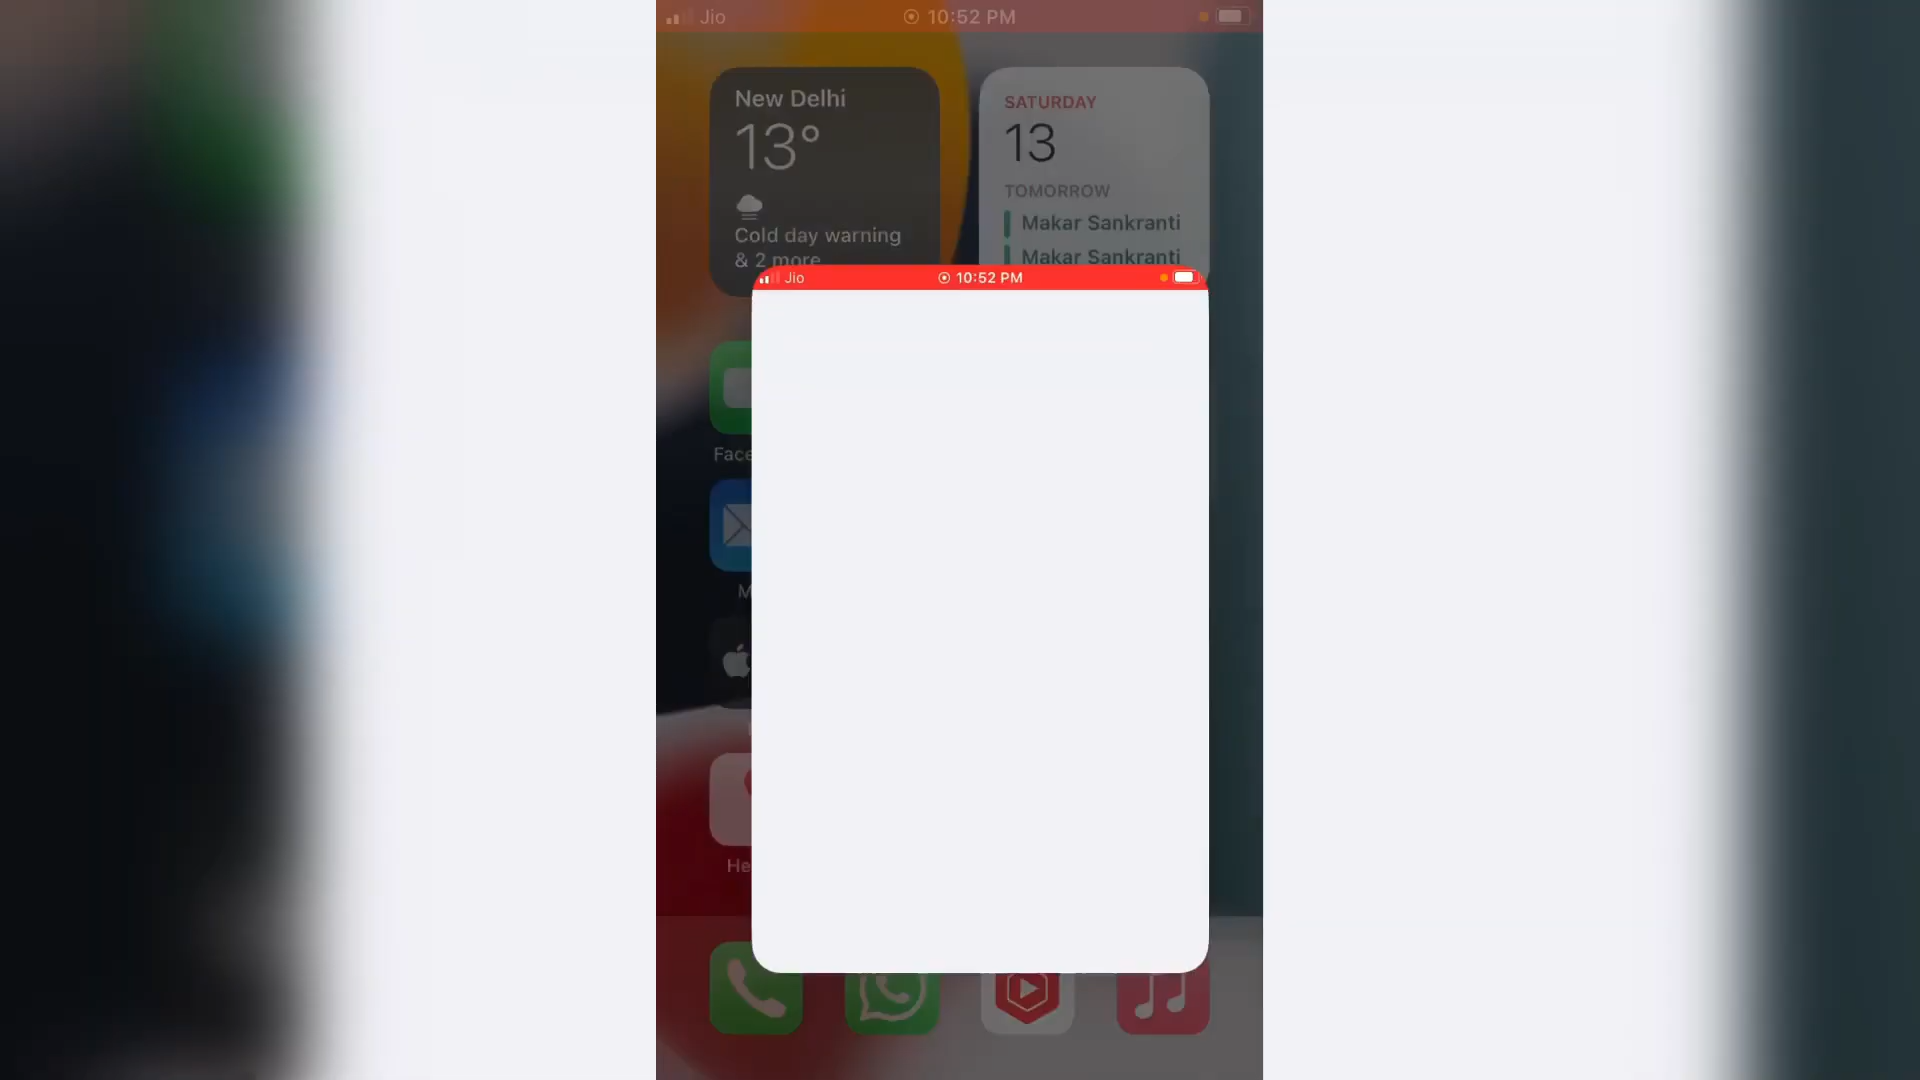 Jio 10:52 PM
New Delhi
13°
Cold day warning
& 2 more
SATURDAY
13
TOMORROW
Makar Sankranti
Makar Sankranti
Jio 10:52 PM
Face
M
He